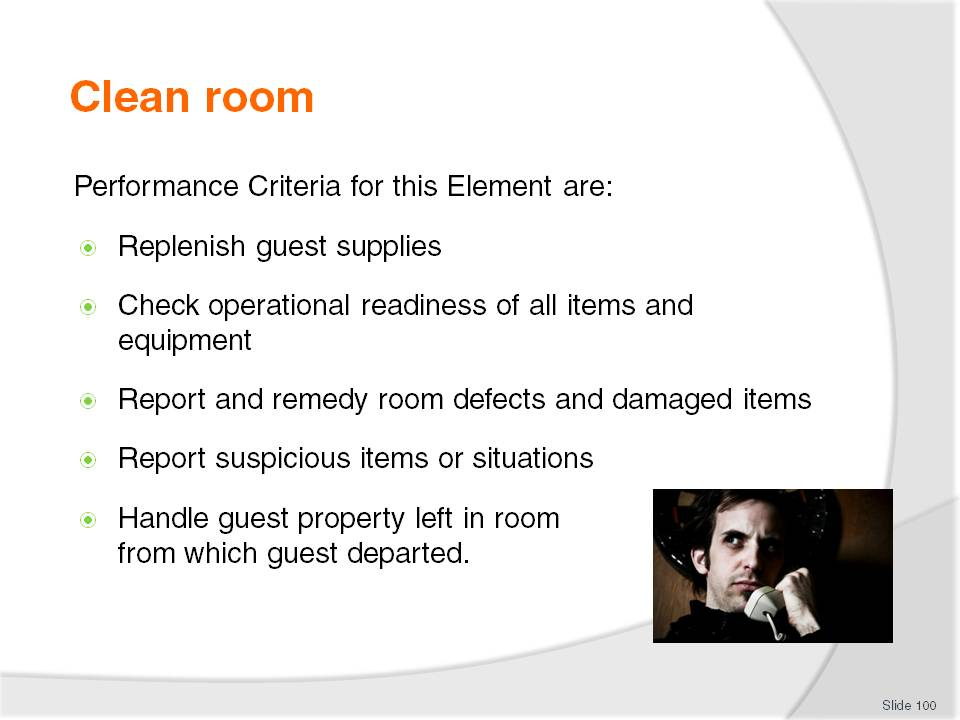 Clean room
Performance Criteria for this Element are:
Replenish guest supplies
Check operational readiness of all items and
equipment
Report and remedy room defects and damaged items
Report suspicious items or situations
Handle guest property left in room
from which guest departed.
Slide 100